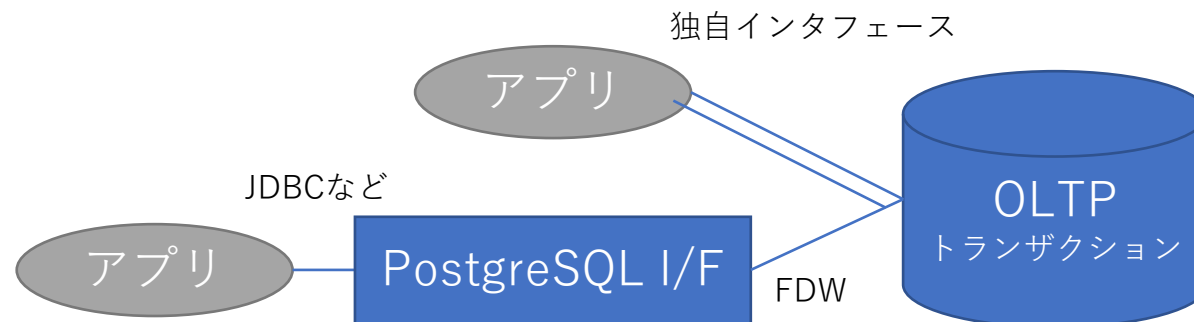 独自インタフェース
アプリ
JDBCなど
OLTP
トランザクション
アプリ
PostgreSQL I/F
FDW